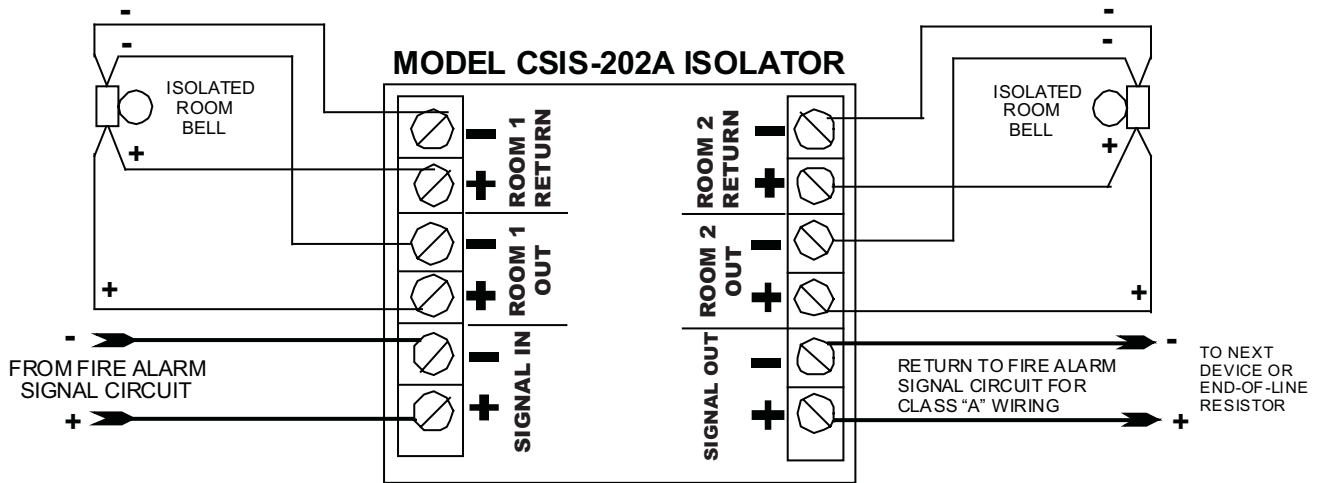 MODEL CSIS-202A ISOLATOR
-
-
ISOLATED
ROOM
BELL
+
+
-
FROM FIRE ALARM
SIGNAL CIRCUIT
+
-
+
ROOM 1
RETURN
-
+
ROOM 1
OUT
-
+
SIGNAL IN
ROOM 2
RETURN
-
+
ROOM 2
OUT
-
+
SIGNAL OUT
-
+
-
-
ISOLATED
ROOM
BELL
+
+
RETURN TO FIRE ALARM
SIGNAL CIRCUIT FOR
CLASS “A” WIRING
-
+
TO NEXT
DEVICE OR
END-OF-LINE
RESISTOR